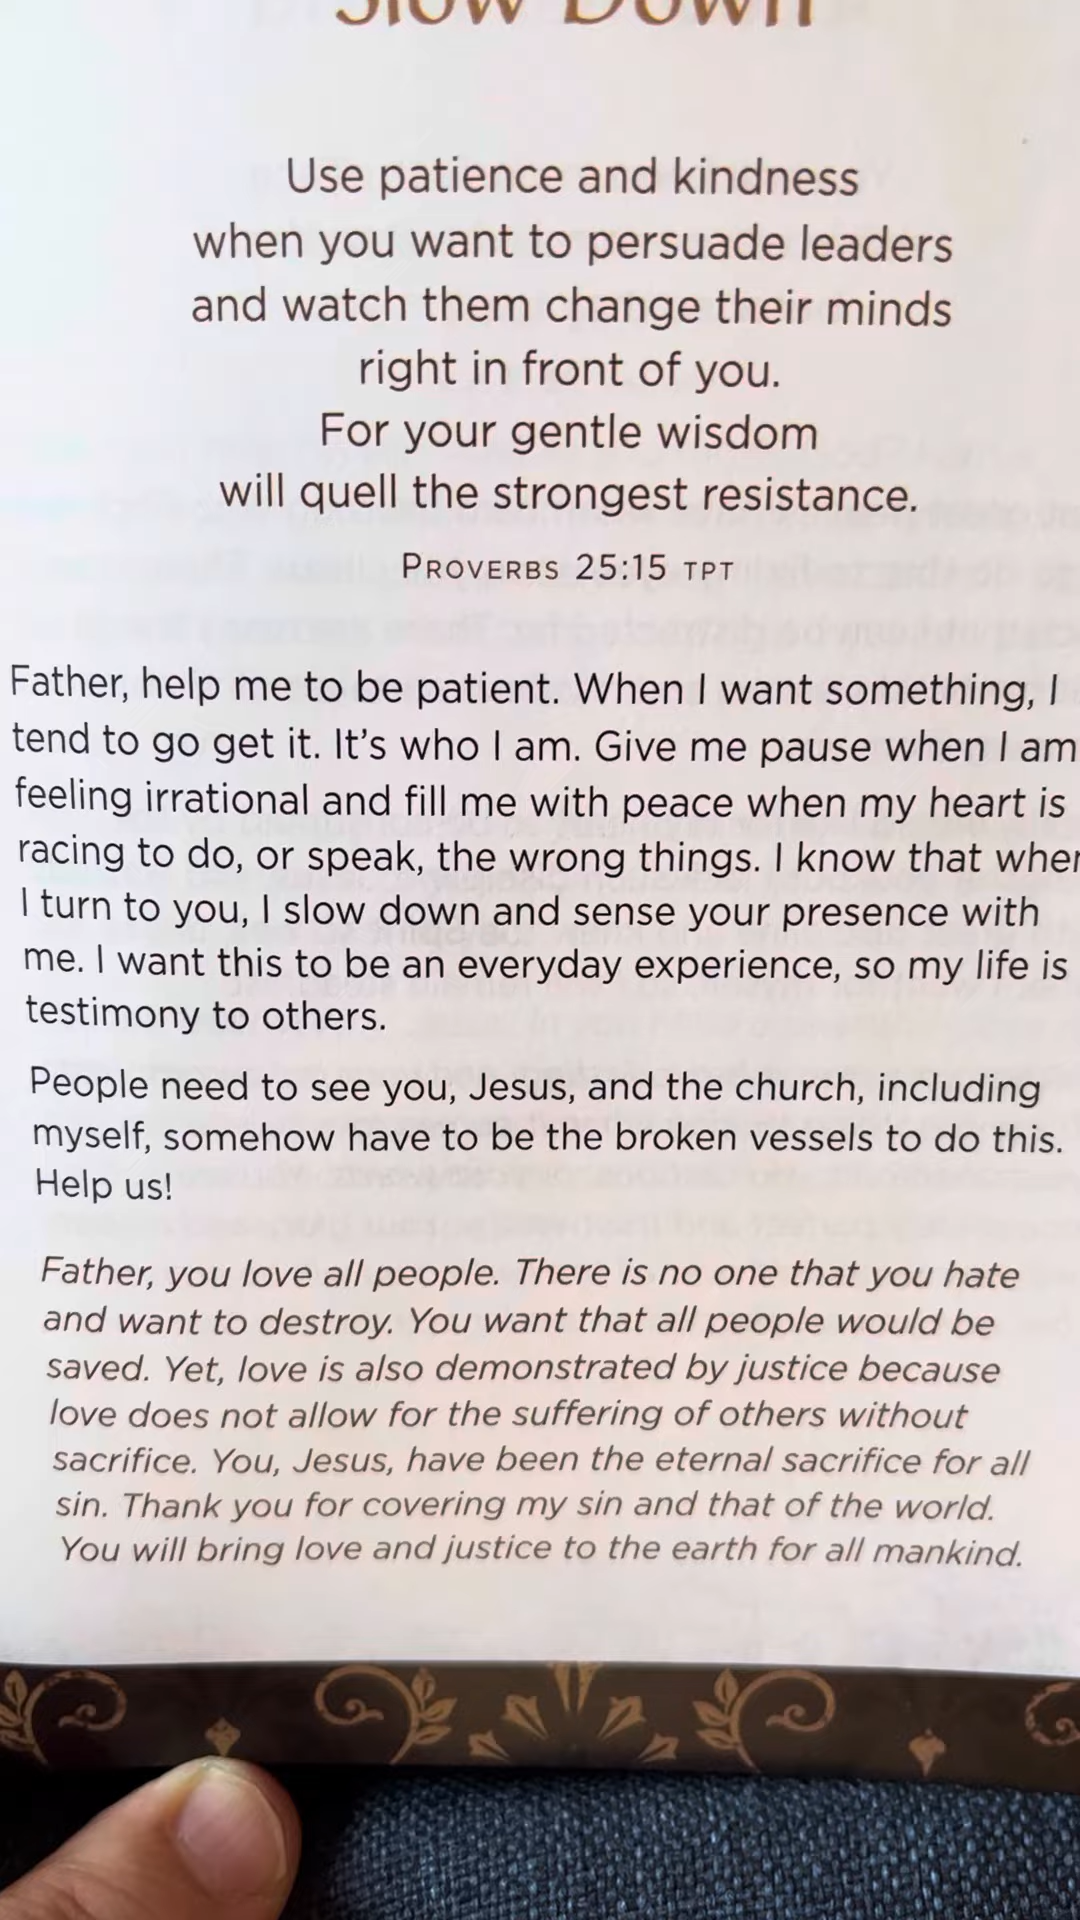 Slow Down
Use patience and kindness
when you want to persuade leaders
and watch them change their minds
right in front of you.
For your gentle wisdom
will quell the strongest resistance.
PROVERBS 25:15 TPT
Father, help me to be patient. When I want something, I
tend to go get it. It's who I am. Give me pause when I am
feeling irrational and fill me with peace when my heart is
racing to do, or speak, the wrong things. I know that when
I turn to you, I slow down and sense your presence with
me. I want this to be an everyday experience, so my life is
testimony to others.
People need to see you, Jesus, and the church, including
myself, somehow have to be the broken vessels to do this.
Help us!
Father, you love all people. There is no one that you hate
and want to destroy. You want that all people would be
saved. Yet, love is also demonstrated by justice because
love does not allow for the suffering of others without
sacrifice. You, Jesus, have been the eternal sacrifice for all
sin. Thank you for covering my sin and that of the world.
You will bring love and justice to the earth for all mankind.